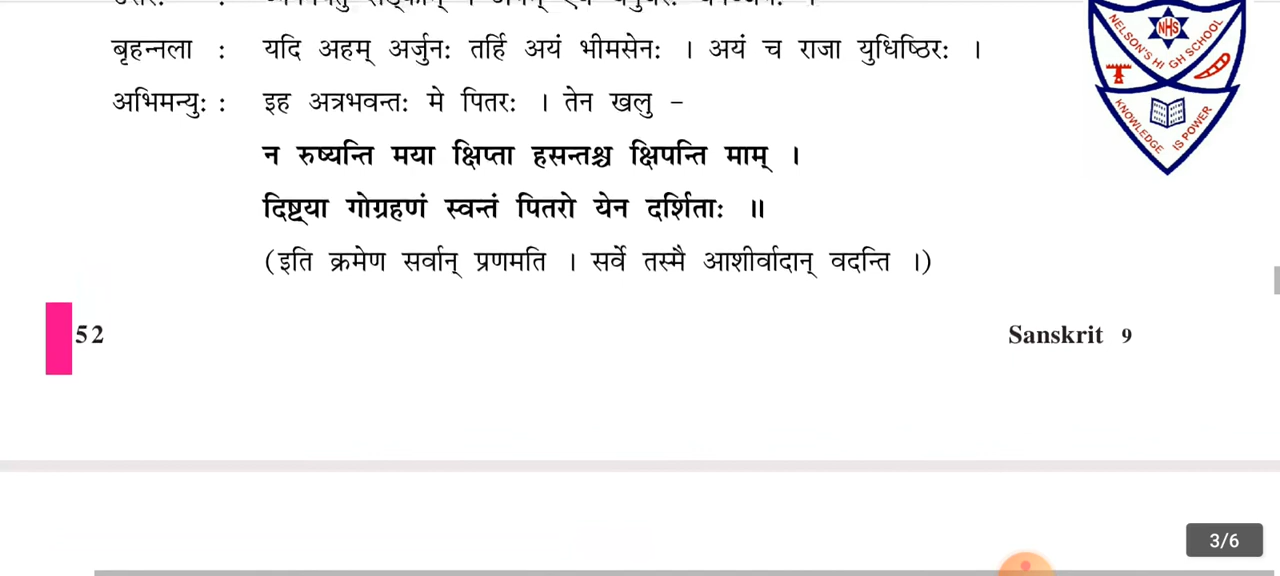 बृहन्नला : यदि अहम् अर्जुनः तर्हि अयं भीमसेनः । अयं च राजा युधिष्ठिरः ।
अभिमन्युः : इह अत्रभवन्तः मे पितरः । तेन खलु -
न रुष्यन्ति मया क्षिप्ता हसन्तश्च क्षिपन्ति माम् ।
दिष्ट्या गोग्रहणं स्वन्तं पितरो येन दर्शिताः ॥
(इति क्रमेण सर्वान् प्रणमति । सर्वे तस्मै आशीर्वादान् वदन्ति ।)
52 Sanskrit 9
NELSON'S HIGH SCHOOL
NHS
KNOWLEDGE IS POWER
3/6